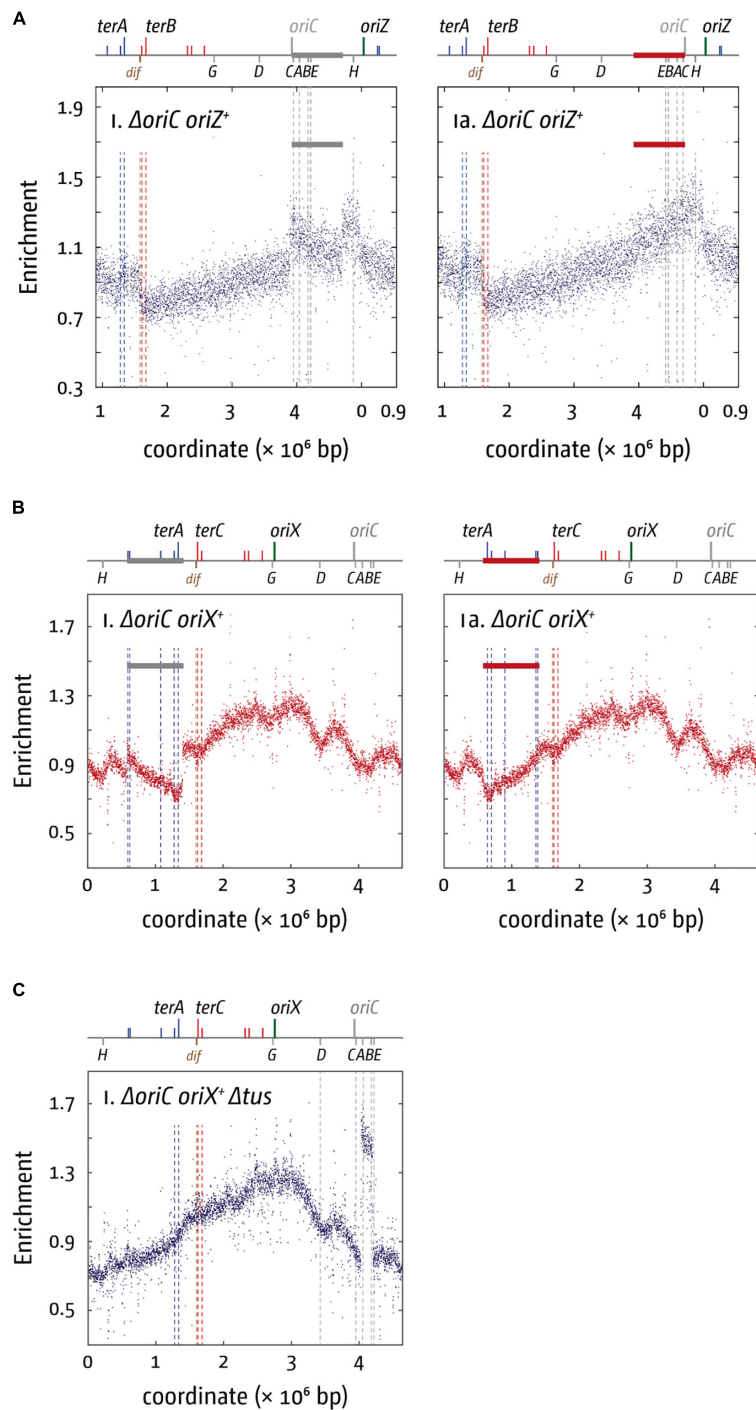 A
terA terB oriC oriZ
dif G D CABE H
I. ΔoriC oriZ+
Enrichment
1.9
1.5
1.1
0.7
0.3
1 2 3 4 0 0.9
coordinate (× 10⁶ bp)
terA terB oriC oriZ
dif G D EBAC H
Ia. ΔoriC oriZ+
1 2 3 4 0 0.9
coordinate (× 10⁶ bp)
B
terA terC oriX oriC
H dif G D CABE
I. ΔoriC oriX+
Enrichment
1.7
1.3
0.9
0.5
0 1 2 3 4
coordinate (× 10⁶ bp)
terA terC oriX oriC
H dif G D CABE
Ia. ΔoriC oriX+
0 1 2 3 4
coordinate (× 10⁶ bp)
C
terA terC oriX oriC
H dif G D CABE
I. ΔoriC oriX+ Δtus
Enrichment
1.7
1.3
0.9
0.5
0 1 2 3 4
coordinate (× 10⁶ bp)